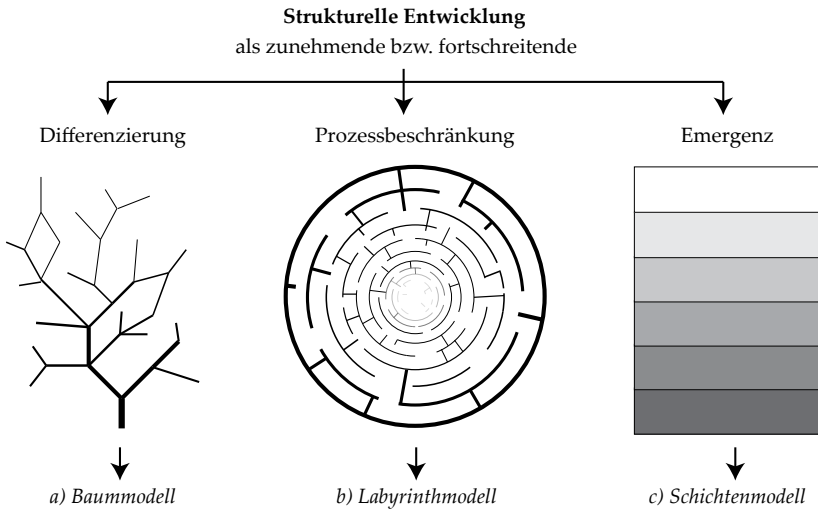 Strukturelle Entwicklung
als zunehmende bzw. fortschreitende
Differenzierung
Prozessbeschränkung
Emergenz
a) Baummodell
b) Labyrinthmodell
c) Schichtenmodell